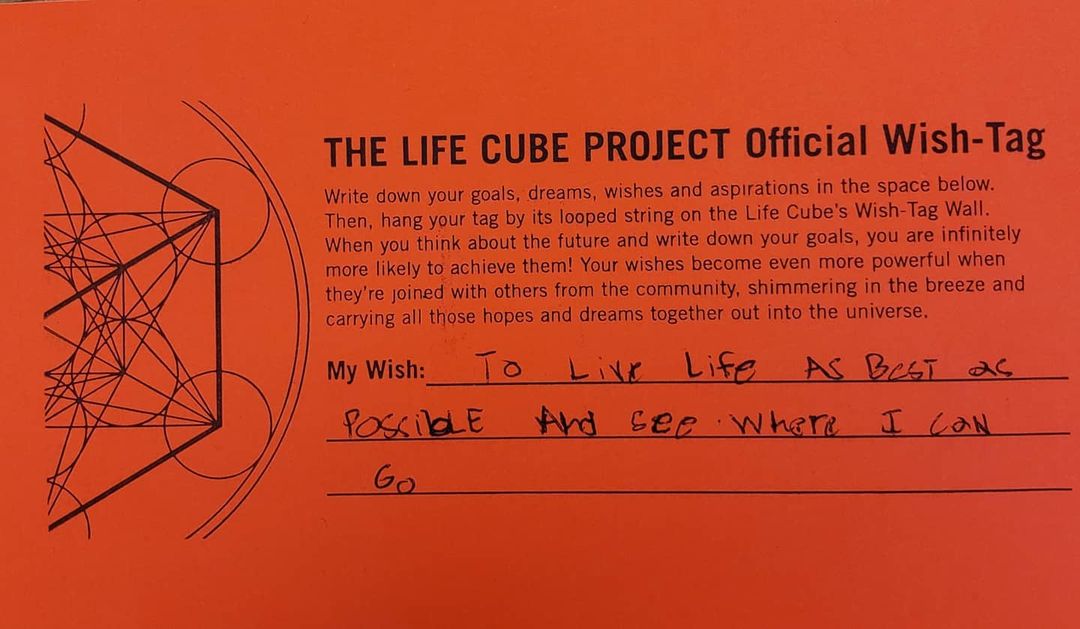 THE LIFE CUBE PROJECT Official Wish-Tag
Write down your goals, dreams, wishes and aspirations in the space below.
Then, hang your tag by its looped string on the Life Cube's Wish-Tag Wall.
When you think about the future and write down your goals, you are infinitely
more likely to achieve them! Your wishes become even more powerful when
they're joined with others from the community, shimmering in the breeze and
carrying all those hopes and dreams together out into the universe.
My Wish: To Live Life AS BEST as
POSSiblE And see where I can
Go